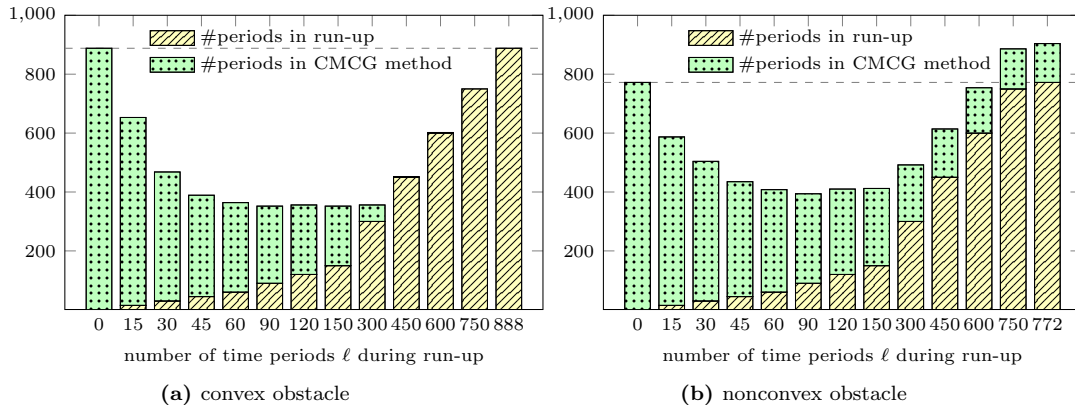 1,000
800
600
400
200
#periods in run-up
#periods in CMCG method
0 15 30 45 60 90 120 150 300 450 600 750 888
number of time periods ℓ during run-up
(a) convex obstacle
1,000
800
600
400
200
#periods in run-up
#periods in CMCG method
0 15 30 45 60 90 120 150 300 450 600 750 772
number of time periods ℓ during run-up
(b) nonconvex obstacle